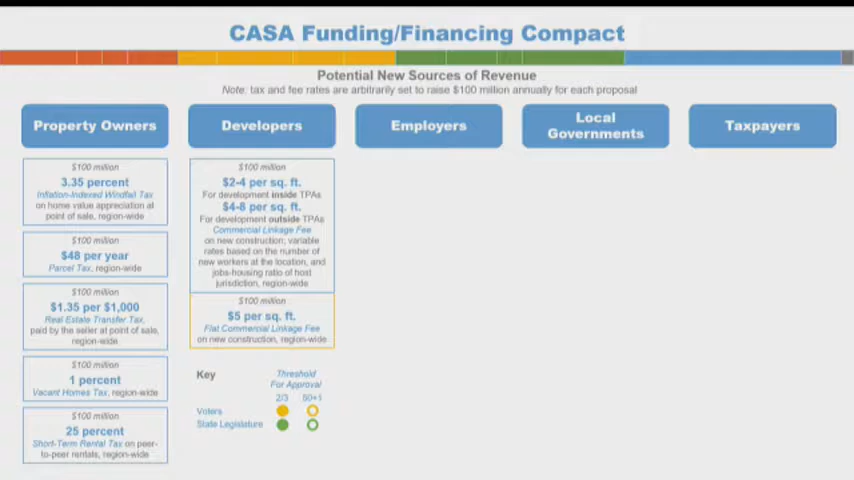 CASA Funding/Financing Compact
Potential New Sources of Revenue
Note: tax and fee rates are arbitrarily set to raise $100 million annually for each proposal
Property Owners
Developers
Employers
Local
Governments
Taxpayers
$100 million
3.35 percent
Inflation-Indexed Windfall Tax
on home value appreciation at
point of sale, region-wide
$100 million
$48 per year
Parcel Tax, region-wide
$100 million
$1.35 per $1,000
Real Estate Transfer Tax,
paid by the seller at point of sale,
region-wide
$100 million
1 percent
Vacant Homes Tax, region-wide
$100 million
25 percent
Short-Term Rental Tax on peer-
to-peer rentals, region-wide
$100 million
$2-4 per sq. ft.
For development inside TPAs
$4-8 per sq. ft.
For development outside TPAs
Commercial Linkage Fee
on new construction; variable
rates based on the number of
new workers at the location, and
jobs-housing ratio of host
jurisdiction, region-wide
$100 million
$5 per sq. ft.
Flat Commercial Linkage Fee
on new construction, region-wide
Key
Threshold
For Approval
2/3 50+1
Voters
State Legislature